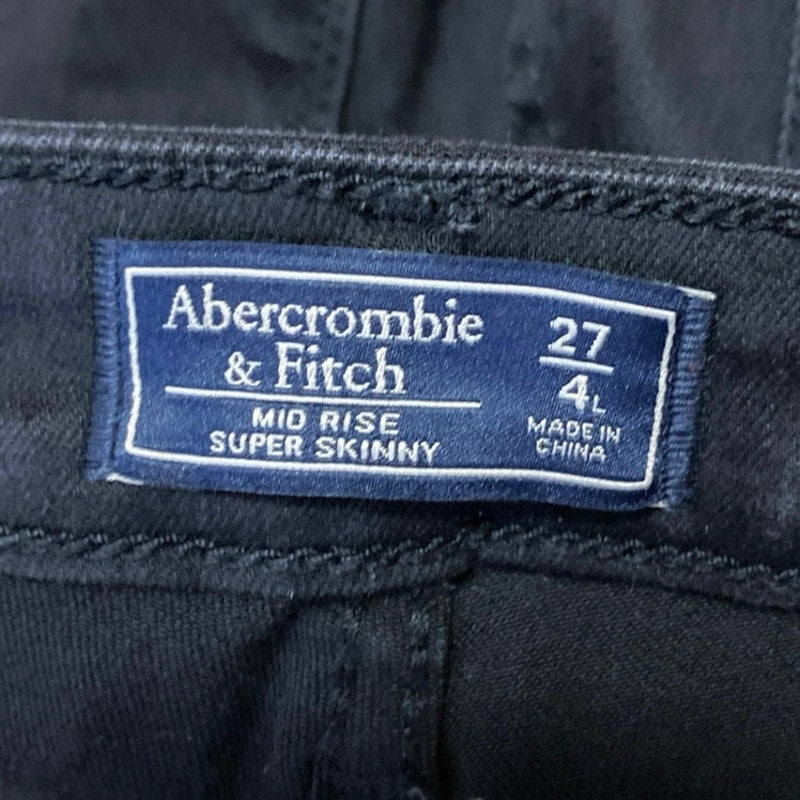 Abercrombie
& Fitch
MID RISE
SUPER SKINNY
27
4L
MADE IN
CHINA